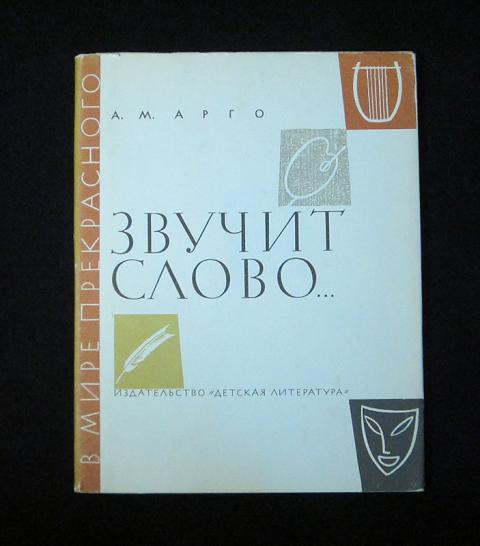 В МИРЕ ПРЕКРАСНОГО
А. М. АРГО
ЗВУЧИТ
СЛОВО...
ИЗДАТЕЛЬСТВО «ДЕТСКАЯ ЛИТЕРАТУРА»